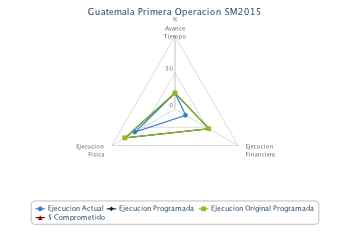 Guatemala Primera Operacion SM2015
%
Avance
Tiempo
50
0
Ejecucion
Fisica
Ejecucion
Financiera
Ejecucion Actual
Ejecucion Programada
Ejecucion Original Programada
$ Comprometido